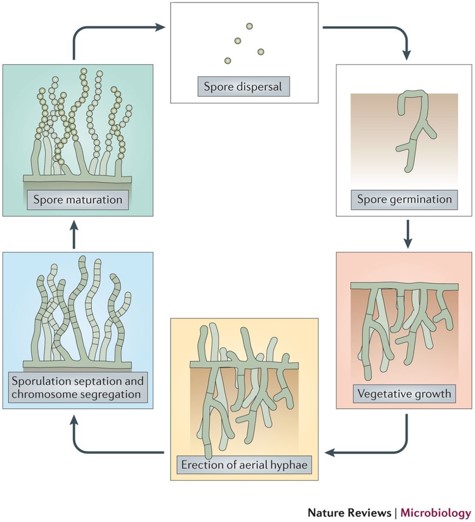 Spore dispersal
Spore maturation
Spore germination
Sporulation septation and
chromosome segregation
Vegetative growth
Erection of aerial hyphae
Nature Reviews | Microbiology